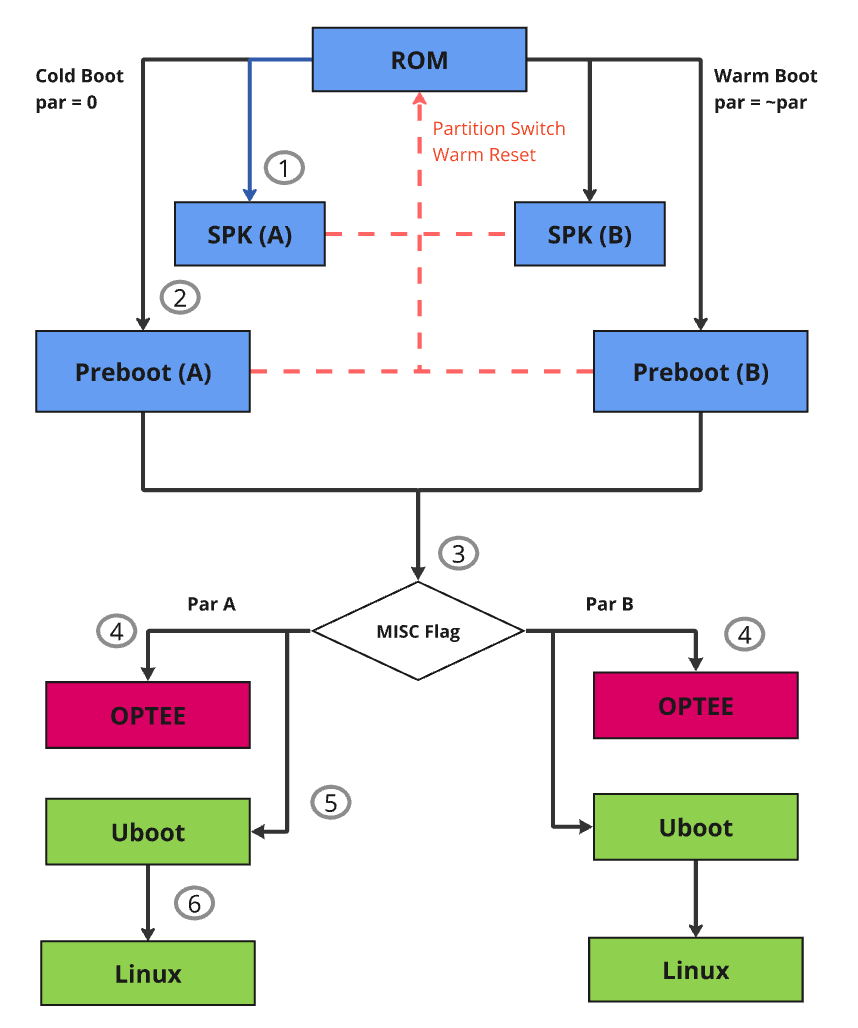 ROM
Cold Boot
par = 0
Warm Boot
par = ~par
Partition Switch
Warm Reset
1
SPK (A)
SPK (B)
2
Preboot (A)
Preboot (B)
3
Par A
Par B
MISC Flag
4
4
OPTEE
OPTEE
5
Uboot
Uboot
6
Linux
Linux